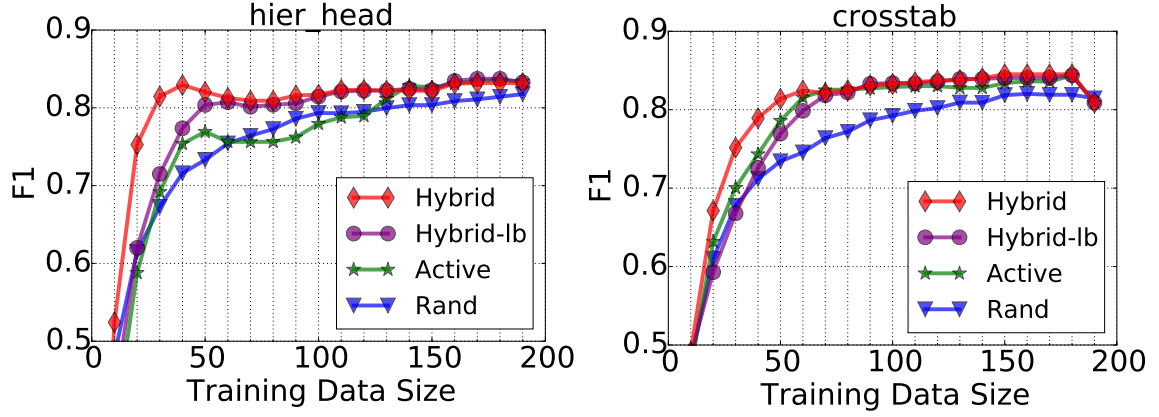 hier_head
0.9
0.8
0.7
0.6
0.5
F1
0 50 100 150 200
Training Data Size
Hybrid
Hybrid-lb
Active
Rand
crosstab
0.9
0.8
0.7
0.6
0.5
F1
0 50 100 150 200
Training Data Size
Hybrid
Hybrid-lb
Active
Rand